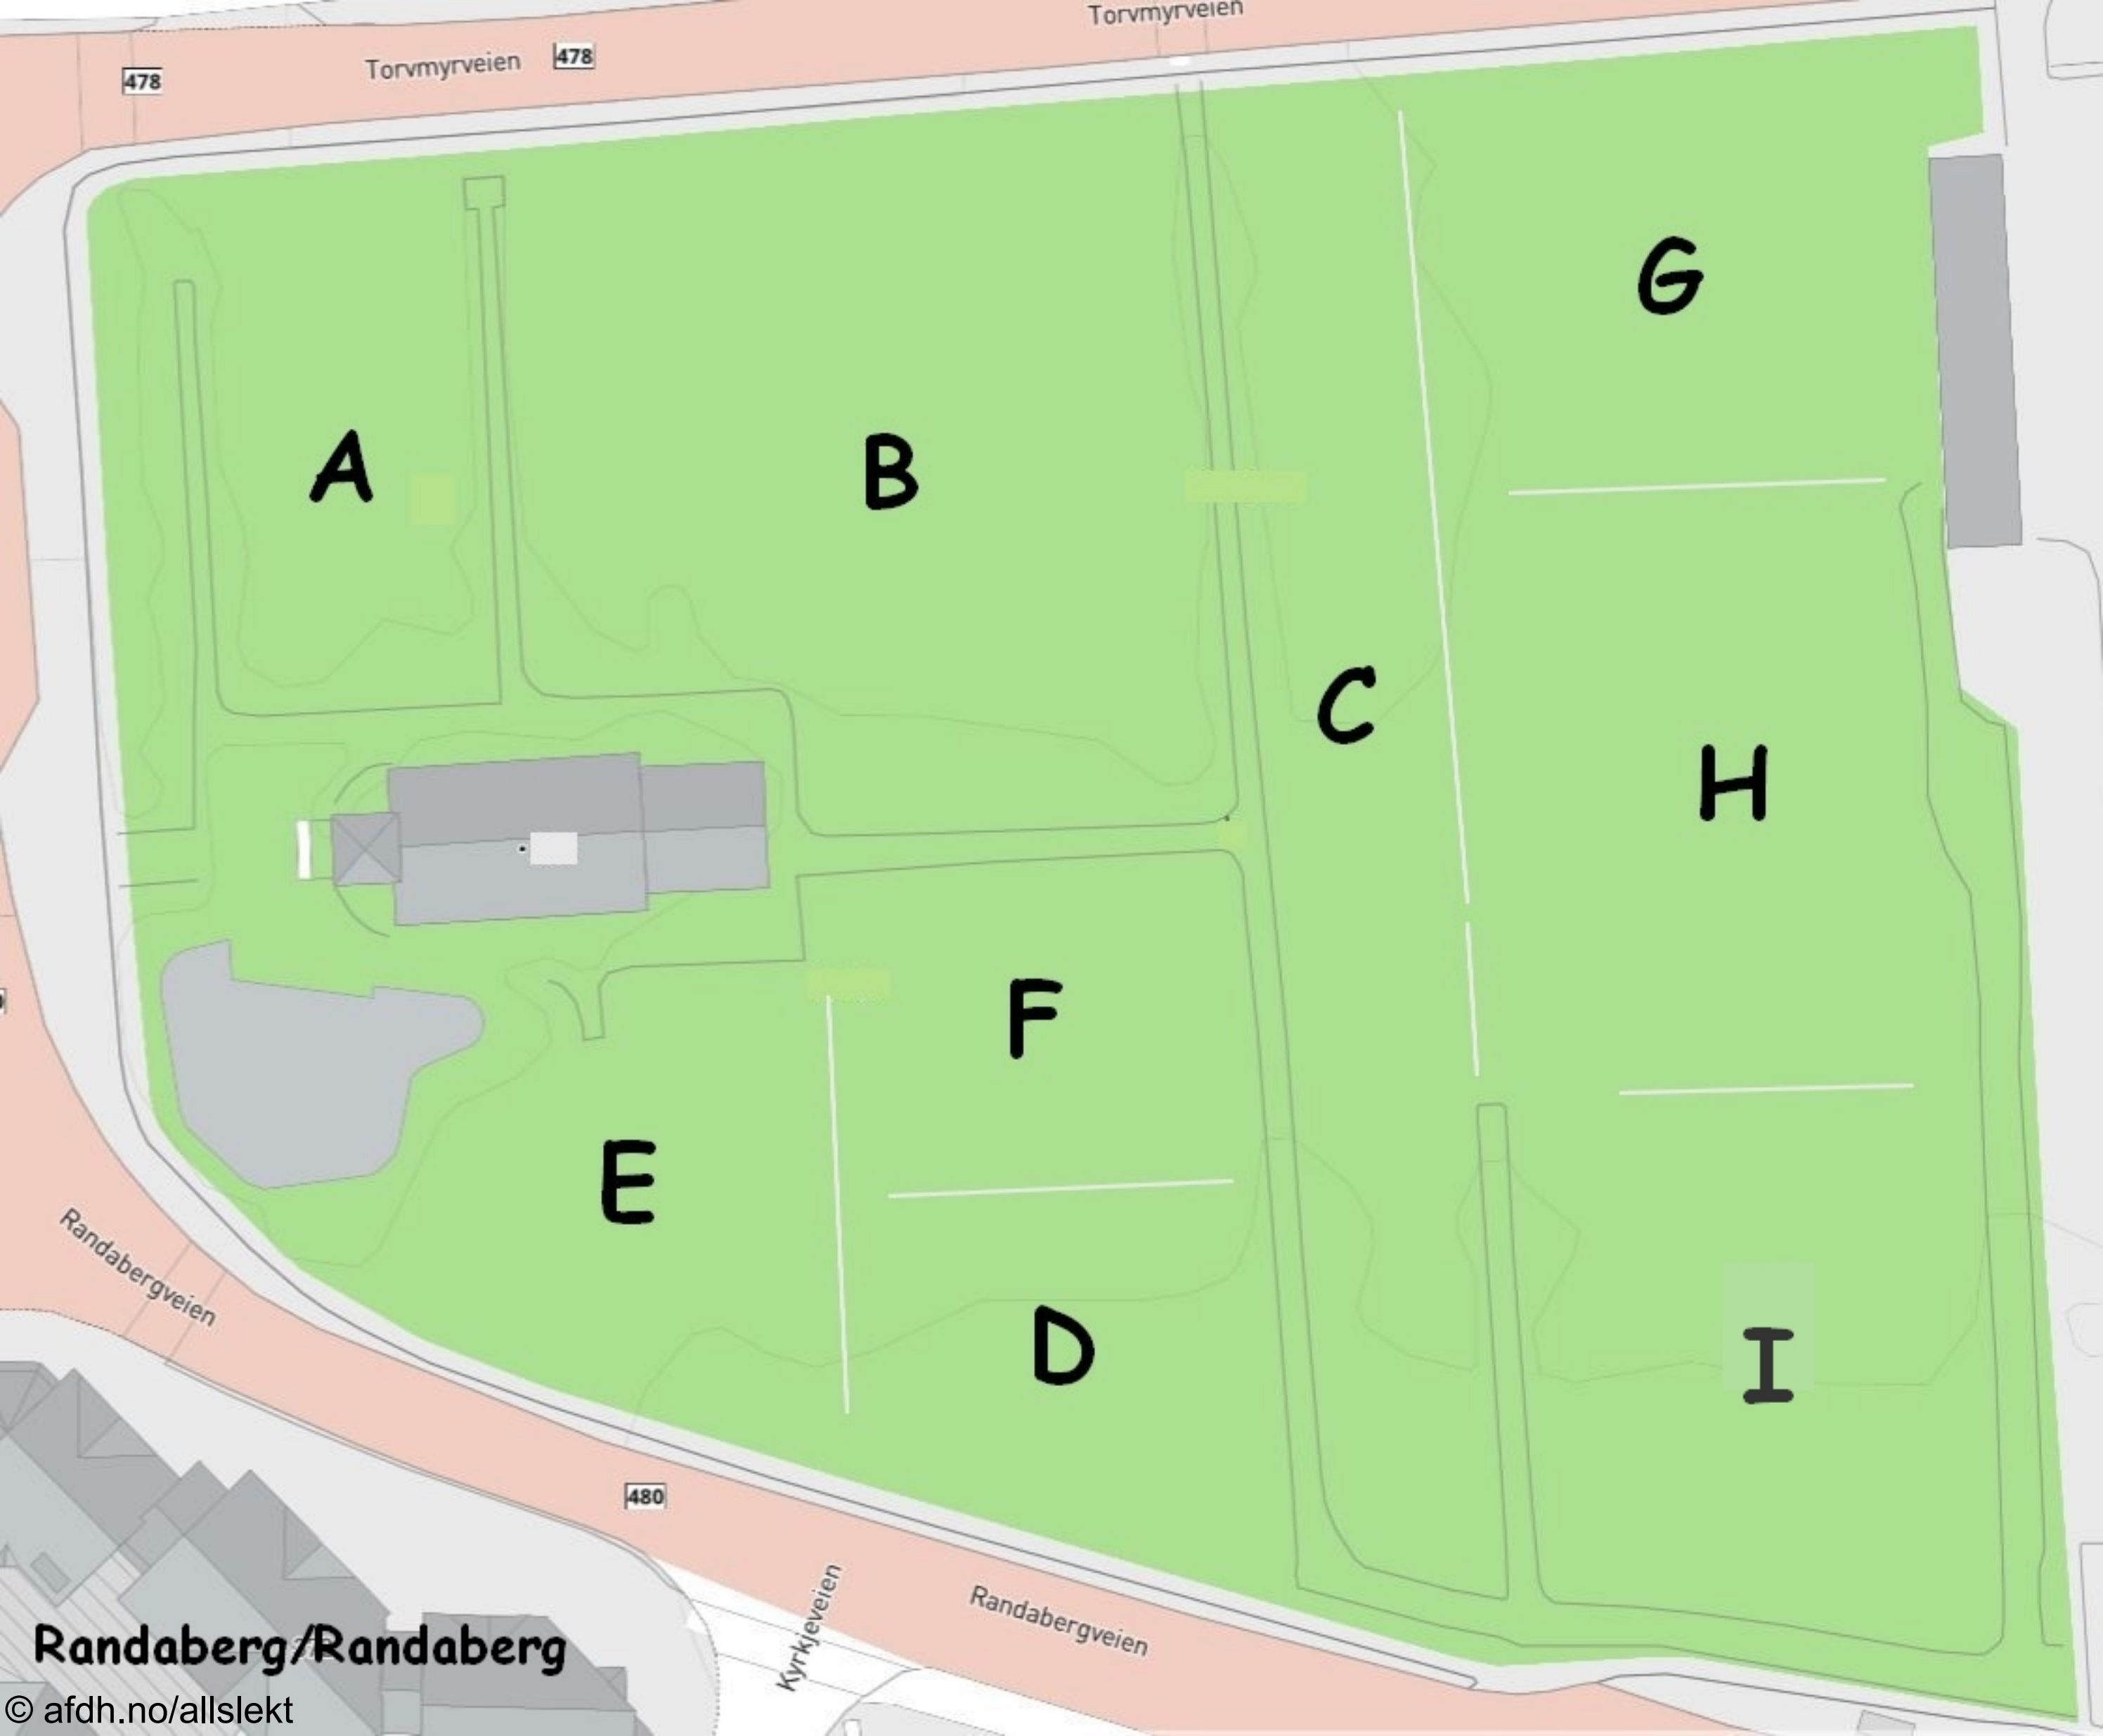 Torvmyrveien
Torvmyrveien
478
478
G
A
B
C
H
F
E
D
I
Randabergveien
480
Kyrkjeveien
Randabergveien
Randaberg/Randaberg
© afdh.no/allslekt